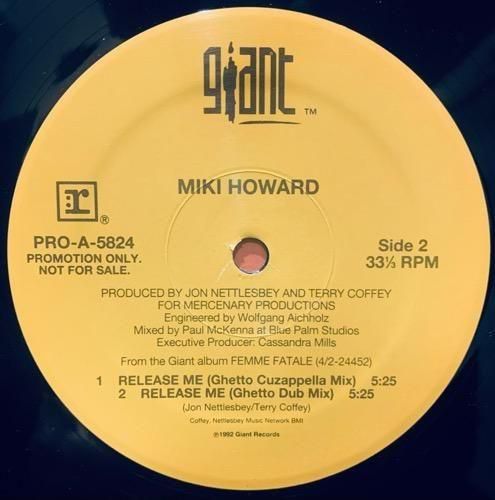 giant ™
MIKI HOWARD
r ®
PRO-A-5824
PROMOTION ONLY.
NOT FOR SALE.
Side 2
33⅓ RPM
PRODUCED BY JON NETTLESBEY AND TERRY COFFEY
FOR MERCENARY PRODUCTIONS
Engineered by Wolfgang Aichholz
Mixed by Paul McKenna at Blue Palm Studios
Executive Producer: Cassandra Mills
From the Giant album FEMME FATALE (4/2-24452)
1 RELEASE ME (Ghetto Cuzappella Mix) 5:25
2 RELEASE ME (Ghetto Dub Mix) 5:25
(Jon Nettlesbey/Terry Coffey)
Coffey, Nettlesbey Music Network BMI
℗1992 Giant Records